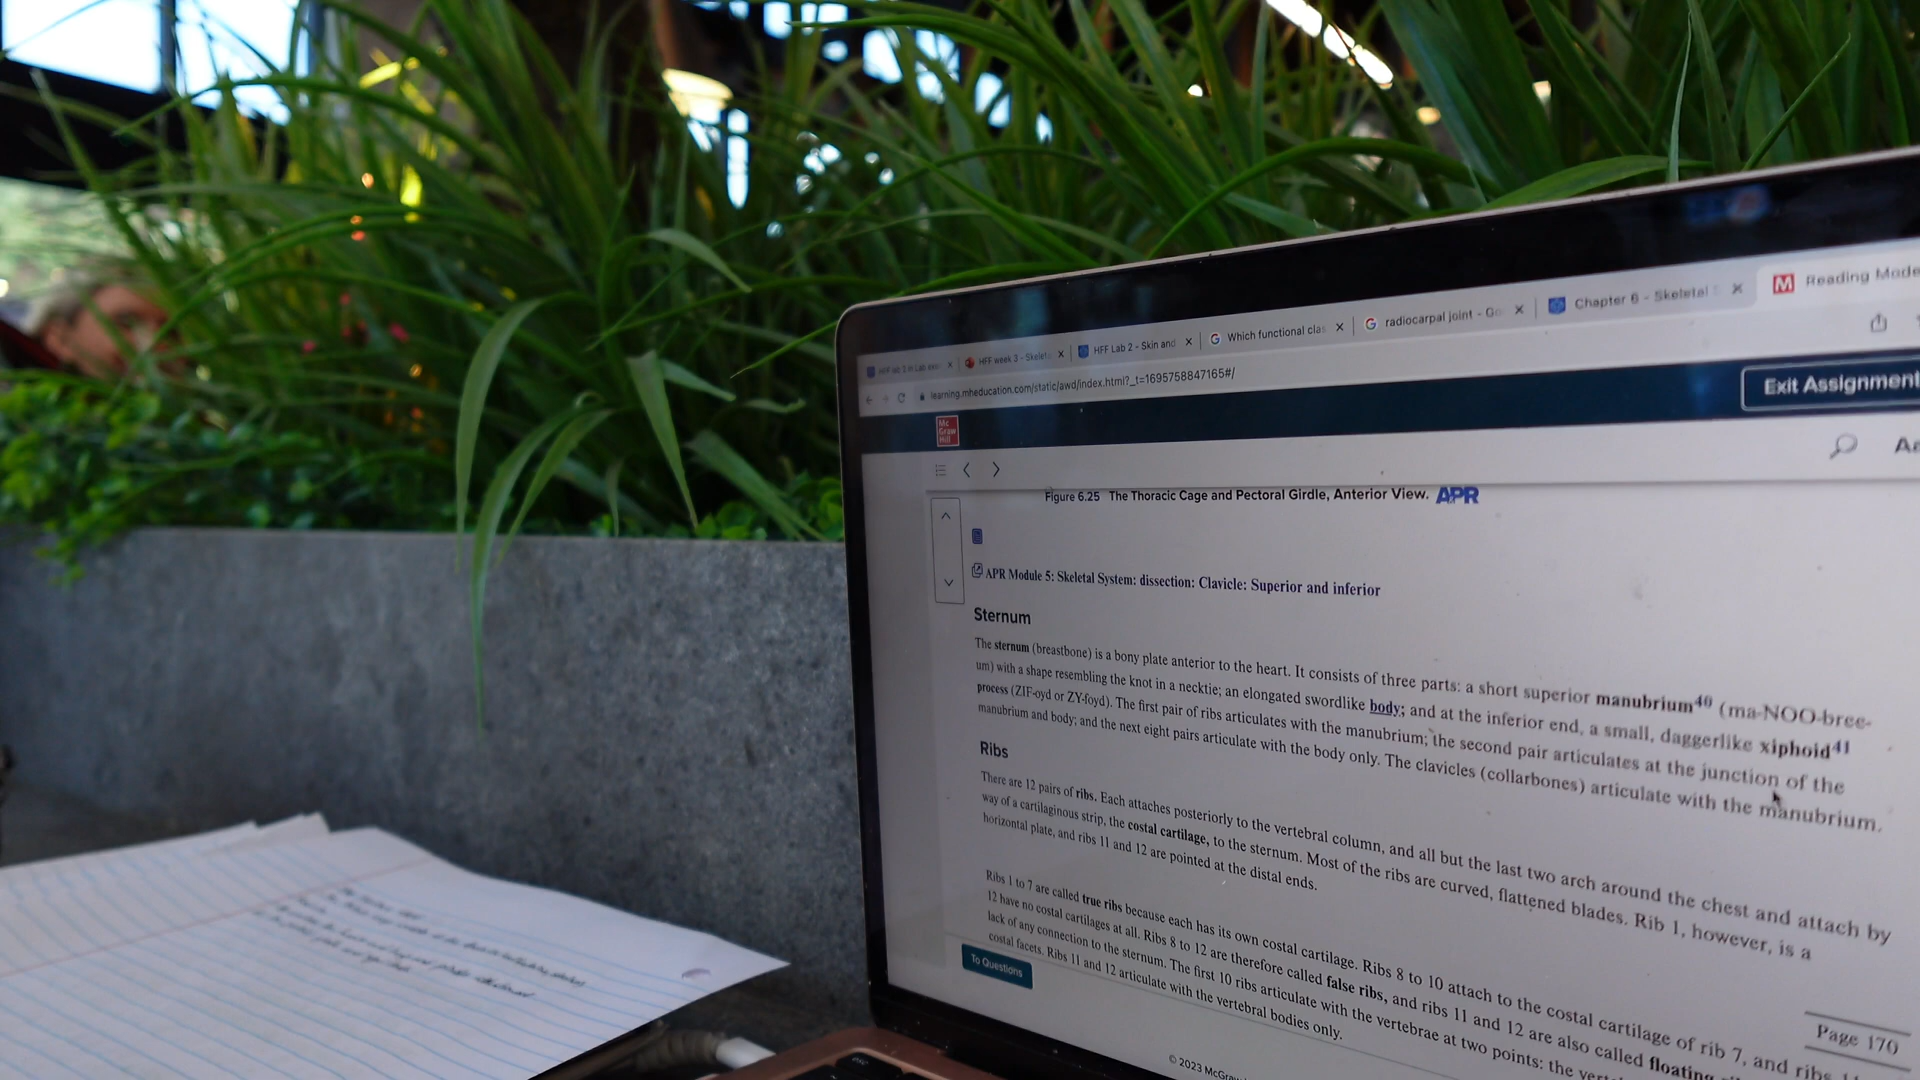 HFF week 3 - Skelet
HFF Lab 2 - Skin and
Which functional clas
radiocarpal joint - Go
Chapter 6 - Skeletal S
Reading Mode
learning.mheducation.com/static/awd/index.html?_t=1695758847165#/
Exit Assignment
Mc
Graw
Hill
Figure 6.25 The Thoracic Cage and Pectoral Girdle, Anterior View. APR
APR Module 5: Skeletal System: dissection: Clavicle: Superior and inferior
Sternum
The sternum (breastbone) is a bony plate anterior to the heart. It consists of three parts: a short superior manubrium40 (ma-NOO-bree-
um) with a shape resembling the knot in a necktie; an elongated swordlike body; and at the inferior end, a small, daggerlike xiphoid41
process (ZIF-oyd or ZY-foyd). The first pair of ribs articulates with the manubrium; the second pair articulates at the junction of the
manubrium and body; and the next eight pairs articulate with the body only. The clavicles (collarbones) articulate with the manubrium.
Ribs
There are 12 pairs of ribs. Each attaches posteriorly to the vertebral column, and all but the last two arch around the chest and attach by
way of a cartilaginous strip, the costal cartilage, to the sternum. Most of the ribs are curved, flattened blades. Rib 1, however, is a
horizontal plate, and ribs 11 and 12 are pointed at the distal ends.
Ribs 1 to 7 are called true ribs because each has its own costal cartilage. Ribs 8 to 10 attach to the costal cartilage of rib 7, and ribs 11
12 have no costal cartilages at all. Ribs 8 to 12 are therefore called false ribs, and ribs 11 and 12 are also called floating
lack of any connection to the sternum. The first 10 ribs articulate with the vertebrae at two points: the
costal facets. Ribs 11 and 12 articulate with the vertebral bodies only.
To Questions
Page 170
© 2023 McGraw
esc